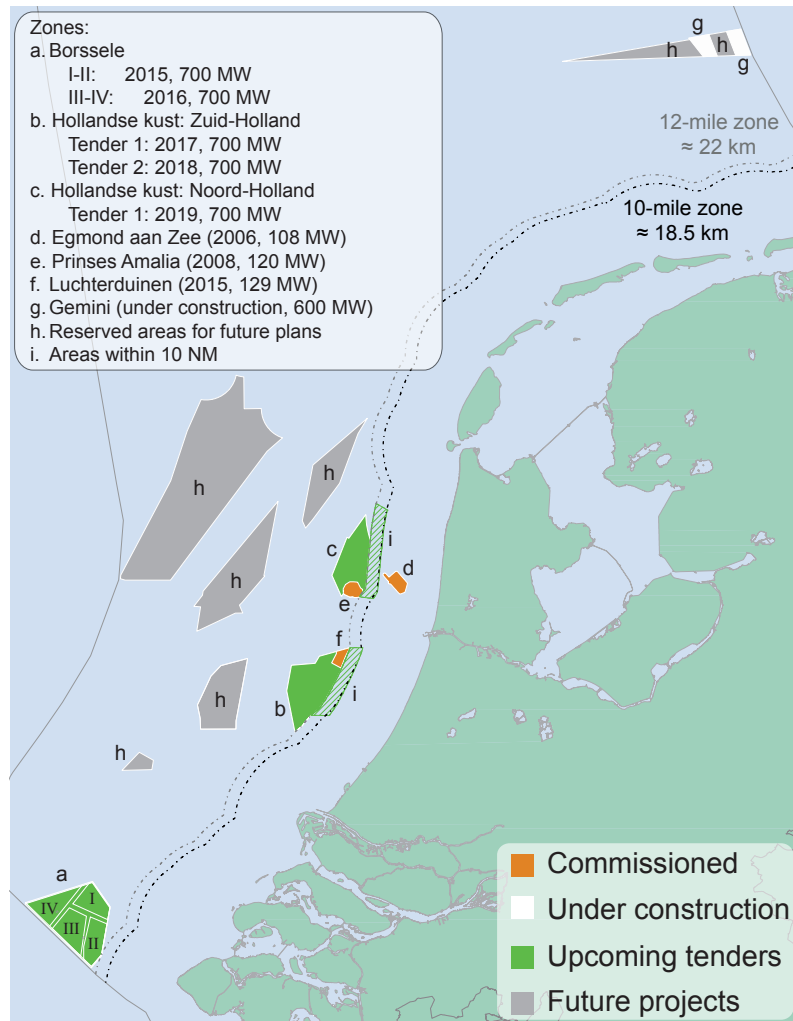 Zones:
a. Borssele
I-II: 2015, 700 MW
III-IV: 2016, 700 MW
b. Hollandse kust: Zuid-Holland
Tender 1: 2017, 700 MW
Tender 2: 2018, 700 MW
c. Hollandse kust: Noord-Holland
Tender 1: 2019, 700 MW
d. Egmond aan Zee (2006, 108 MW)
e. Prinses Amalia (2008, 120 MW)
f. Luchterduinen (2015, 129 MW)
g. Gemini (under construction, 600 MW)
h. Reserved areas for future plans
i. Areas within 10 NM
g
h
h
g
12-mile zone
≈ 22 km
10-mile zone
≈ 18.5 km
h
h
h
c
i
d
e
f
h
b
i
h
a
I
IV
III
II
Commissioned
Under construction
Upcoming tenders
Future projects